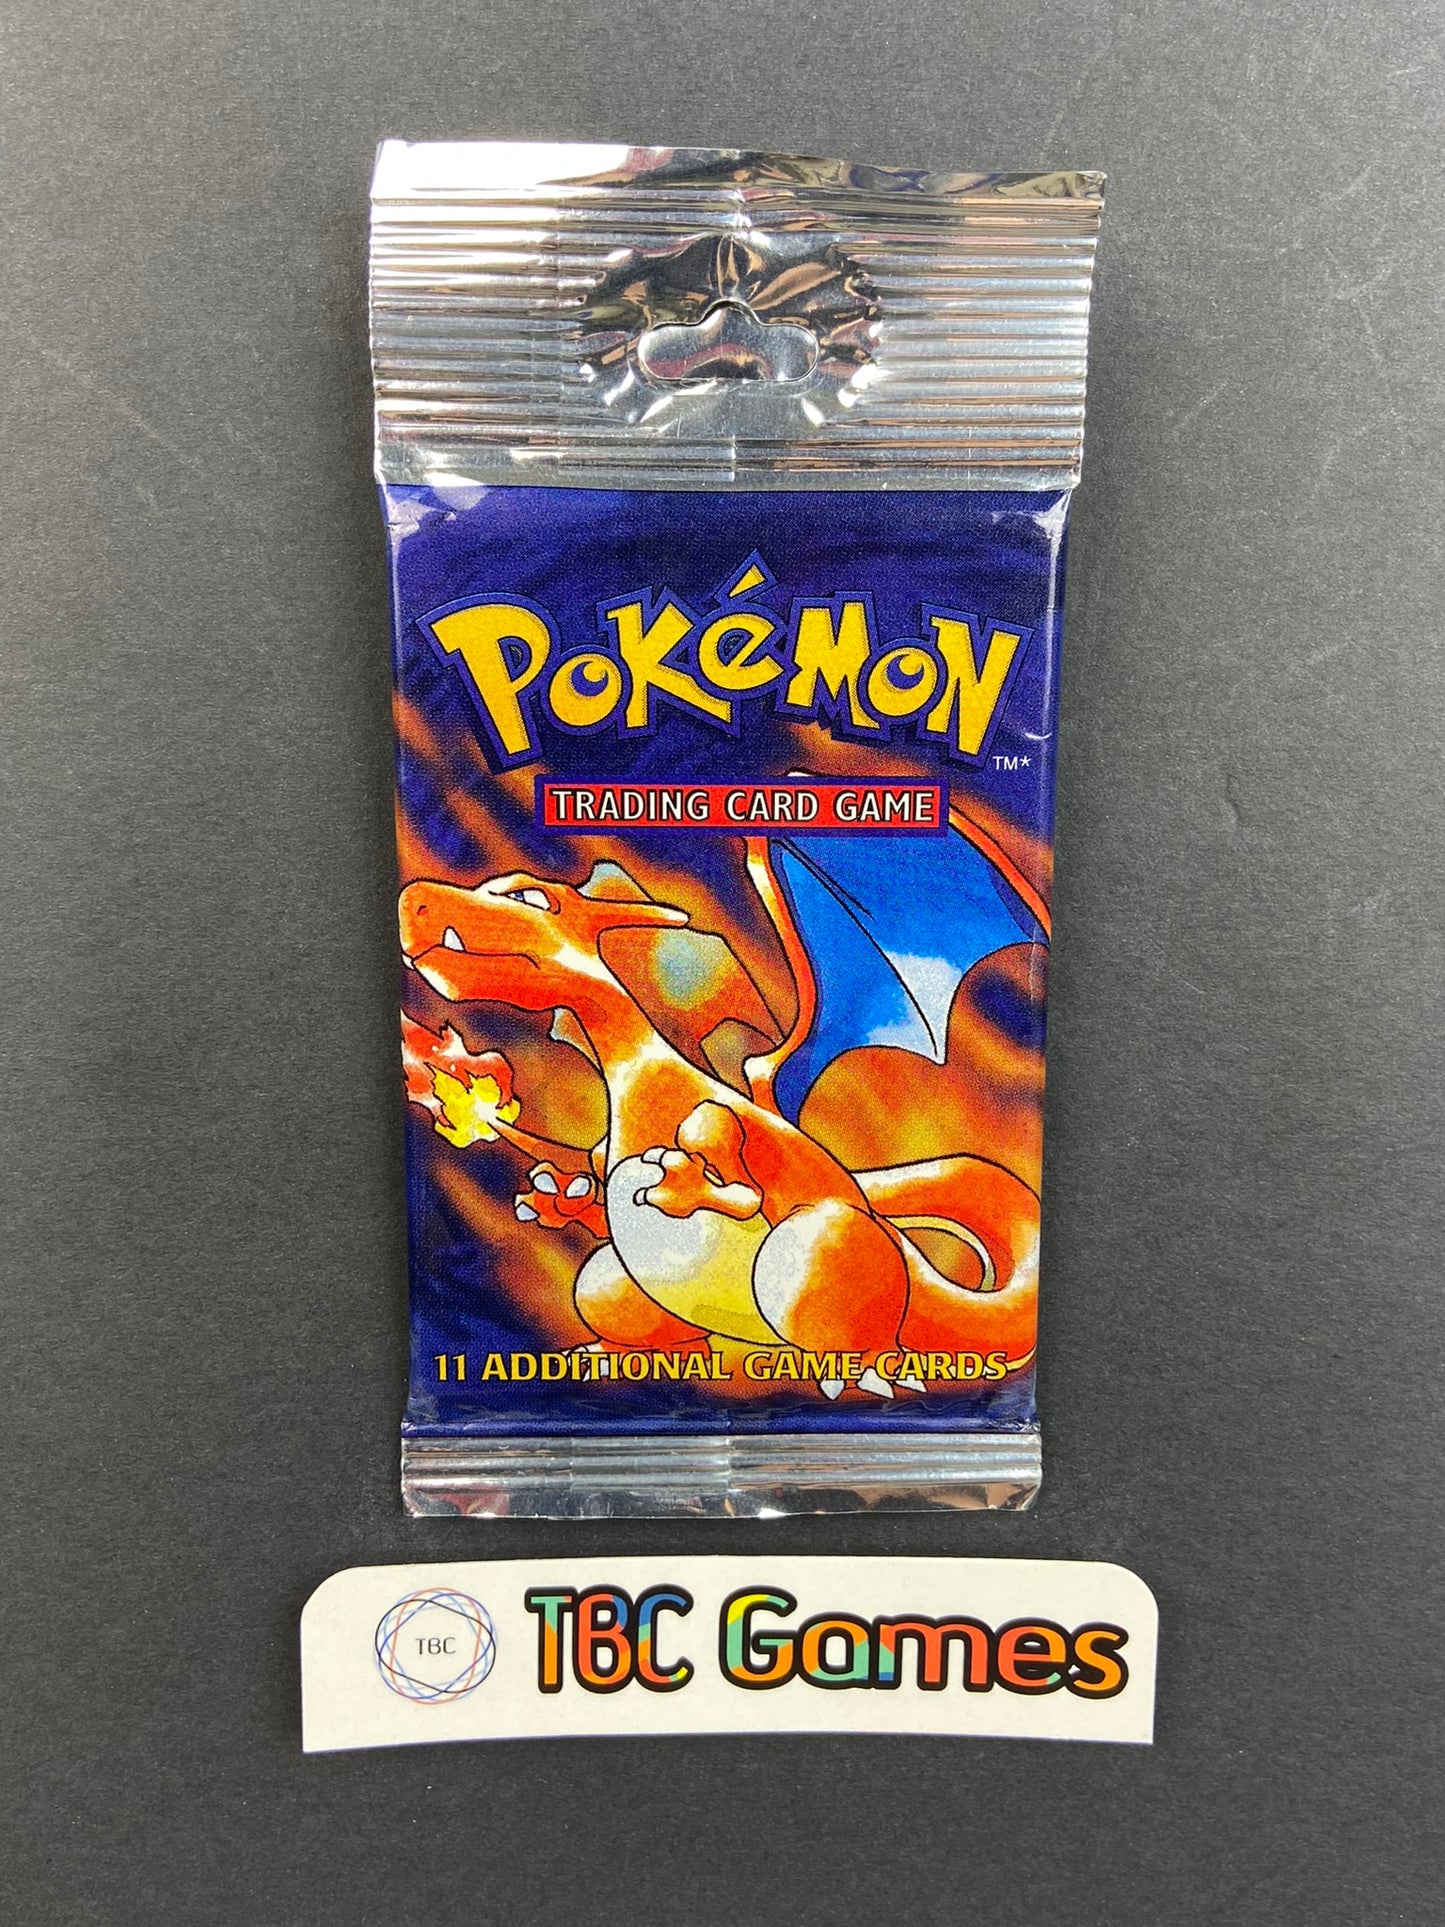 POKéMON
TM*
TRADING CARD GAME
11 ADDITIONAL GAME CARDS
TBC
TBC Games